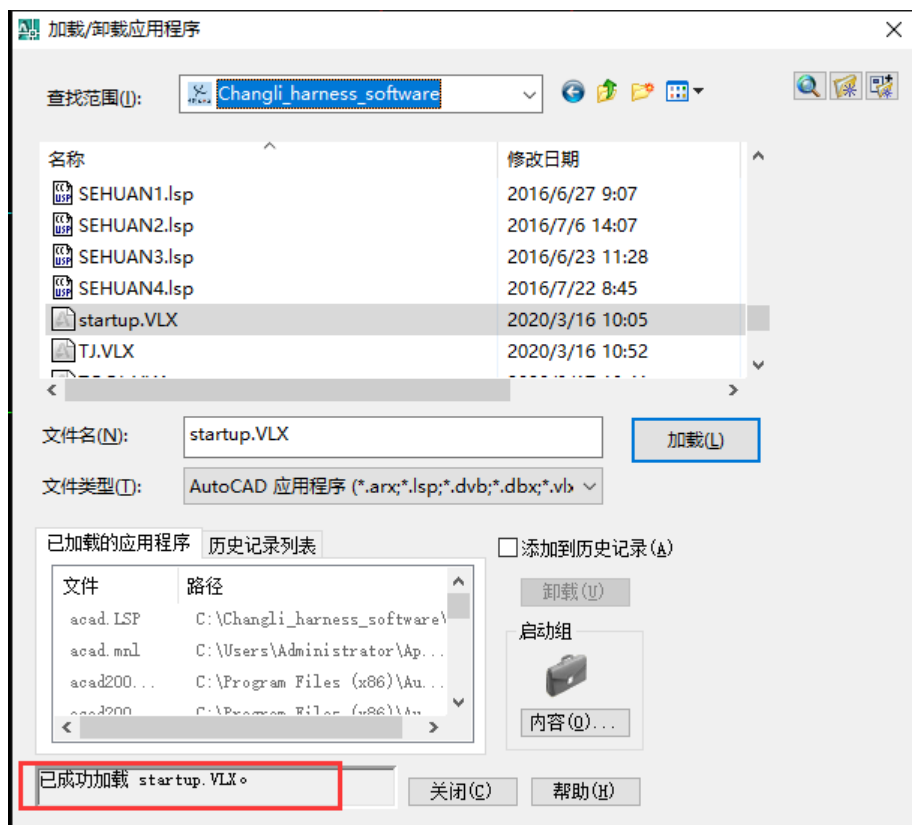 加载/卸载应用程序
查找范围(I):
Changli_harness_software
名称 修改日期
SEHUAN1.lsp 2016/6/27 9:07
SEHUAN2.lsp 2016/7/6 14:07
SEHUAN3.lsp 2016/6/23 11:28
SEHUAN4.lsp 2016/7/22 8:45
startup.VLX 2020/3/16 10:05
TJ.VLX 2020/3/16 10:52
文件名(N): startup.VLX 加载(L)
文件类型(T): AutoCAD 应用程序 (*.arx;*.lsp;*.dvb;*.dbx;*.vlx
已加载的应用程序 历史记录列表 添加到历史记录(A)
文件 路径 卸载(U)
acad.LSP C:\Changli_harness_software\
acad.mnl C:\Users\Administrator\Ap...
acad200... C:\Program Files (x86)\Au...
acad200 C:\Program Files (x86)\Au
启动组
内容(O)...
已成功加载 startup.VLX。
关闭(C) 帮助(H)